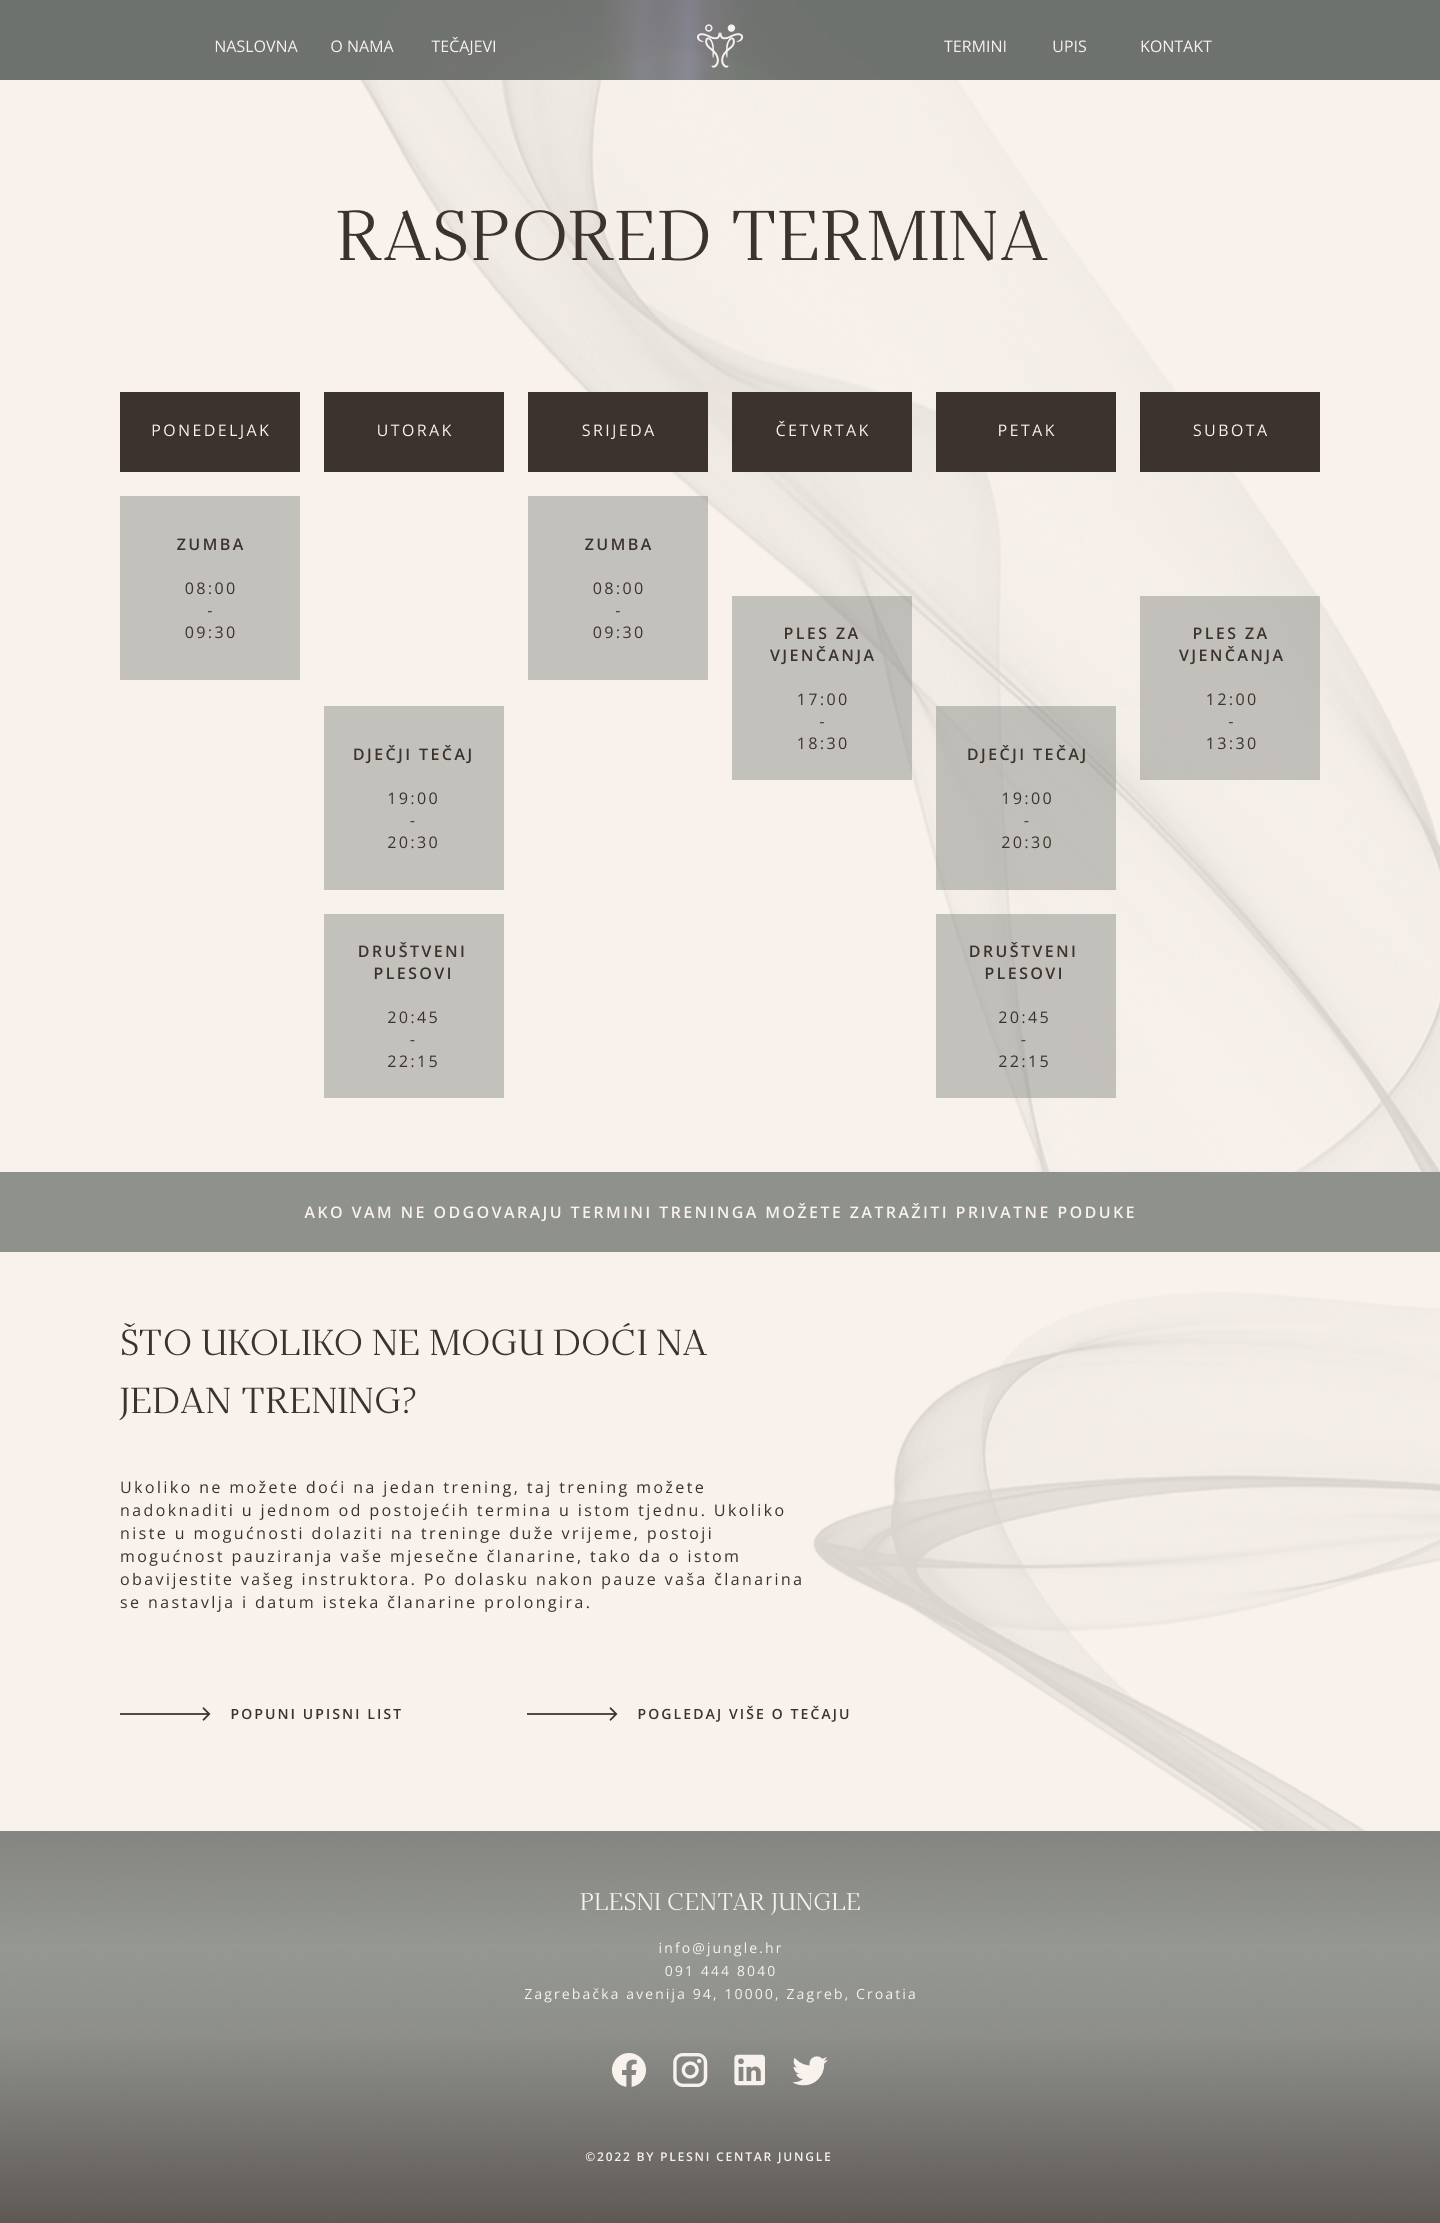 NASLOVNA O NAMA TEČAJEVI TERMINI UPIS KONTAKT
RASPORED TERMINA
PONEDELJAK UTORAK SRIJEDA ČETVRTAK PETAK SUBOTA
ZUMBA
08:00
-
09:30
DJEČJI TEČAJ
19:00
-
20:30
DRUŠTVENI
PLESOVI
20:45
-
22:15
ZUMBA
08:00
-
09:30
PLES ZA
VJENČANJA
17:00
-
18:30
DJEČJI TEČAJ
19:00
-
20:30
DRUŠTVENI
PLESOVI
20:45
-
22:15
PLES ZA
VJENČANJA
12:00
-
13:30
AKO VAM NE ODGOVARAJU TERMINI TRENINGA MOŽETE ZATRAŽITI PRIVATNE PODUKE
ŠTO UKOLIKO NE MOGU DOĆI NA
JEDAN TRENING?
Ukoliko ne možete doći na jedan trening, taj trening možete
nadoknaditi u jednom od postojećih termina u istom tjednu. Ukoliko
niste u mogućnosti dolaziti na treninge duže vrijeme, postoji
mogućnost pauziranja vaše mjesečne članarine, tako da o istom
obavijestite vašeg instruktora. Po dolasku nakon pauze vaša članarina
se nastavlja i datum isteka članarine prolongira.
POPUNI UPISNI LIST POGLEDAJ VIŠE O TEČAJU
PLESNI CENTAR JUNGLE
info@jungle.hr
091 444 8040
Zagrebačka avenija 94, 10000, Zagreb, Croatia
©2022 BY PLESNI CENTAR JUNGLE